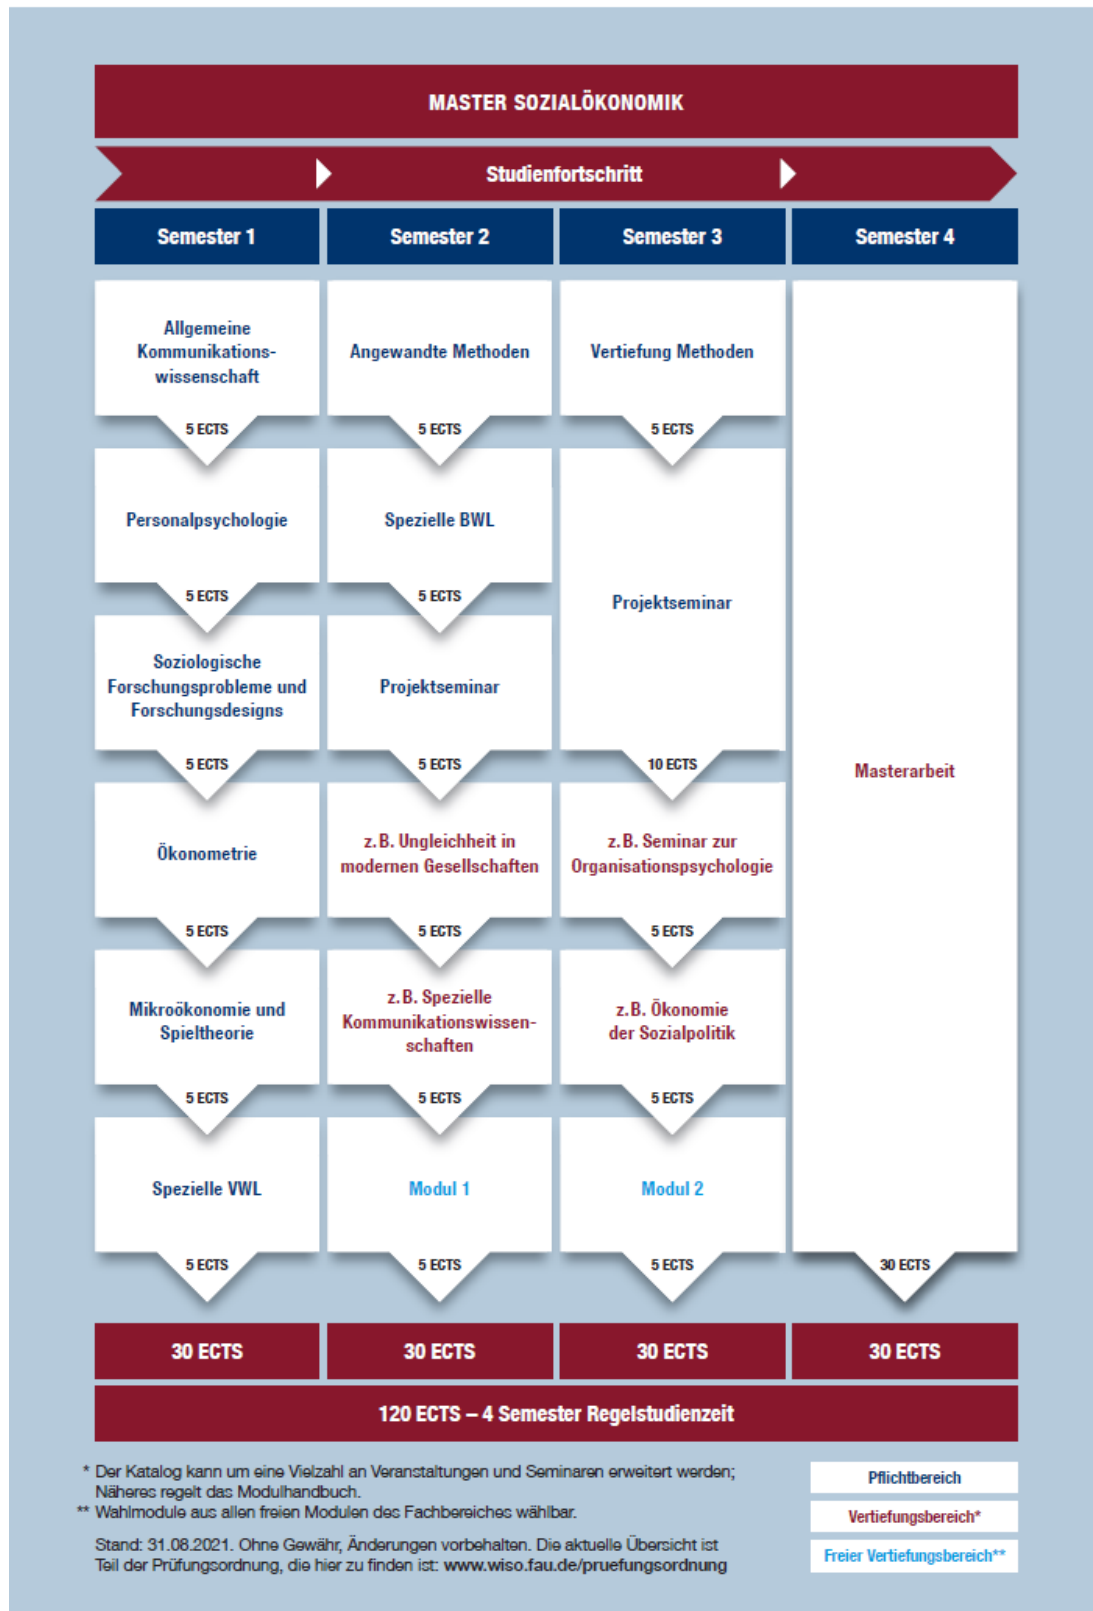 MASTER SOZIALÖKONOMIK
Studienfortschritt
Semester 1
Semester 2
Semester 3
Semester 4
Allgemeine
Kommunikations-
wissenschaft
5 ECTS
Personalpsychologie
5 ECTS
Soziologische
Forschungsprobleme und
Forschungsdesigns
5 ECTS
Ökonometrie
5 ECTS
Mikroökonomie und
Spieltheorie
5 ECTS
Spezielle VWL
5 ECTS
30 ECTS
Angewandte Methoden
5 ECTS
Spezielle BWL
5 ECTS
Projektseminar
5 ECTS
z.B. Ungleichheit in
modernen Gesellschaften
5 ECTS
z.B. Spezielle
Kommunikationswissen-
schaften
5 ECTS
Modul 1
5 ECTS
30 ECTS
Vertiefung Methoden
5 ECTS
Projektseminar
10 ECTS
z.B. Seminar zur
Organisationspsychologie
5 ECTS
z.B. Ökonomie
der Sozialpolitik
5 ECTS
Modul 2
5 ECTS
30 ECTS
Masterarbeit
30 ECTS
30 ECTS
120 ECTS – 4 Semester Regelstudienzeit
* Der Katalog kann um eine Vielzahl an Veranstaltungen und Seminaren erweitert werden;
Näheres regelt das Modulhandbuch.
** Wahlmodule aus allen freien Modulen des Fachbereiches wählbar.
Stand: 31.08.2021. Ohne Gewähr, Änderungen vorbehalten. Die aktuelle Übersicht ist
Teil der Prüfungsordnung, die hier zu finden ist: www.wiso.fau.de/pruefungsordnung
Pflichtbereich
Vertiefungsbereich*
Freier Vertiefungsbereich**